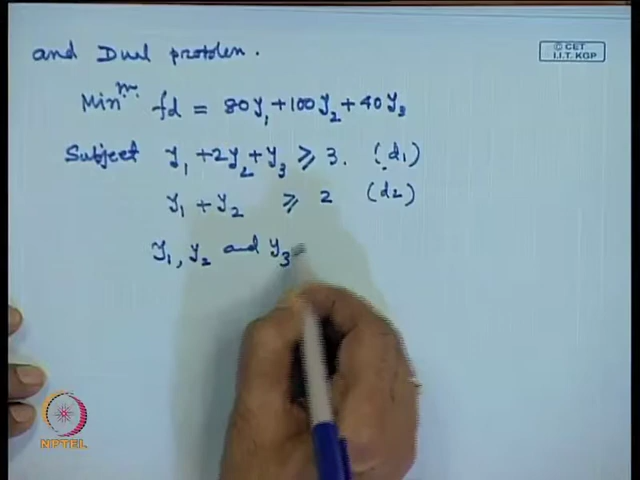 and Dual problem.
© CET
I.I.T. KGP
Min^m. fd = 80y₁ + 100y₂ + 40y₃
Subject y₁ + 2y₂ + y₃ ≥ 3. (d₁)
y₁ + y₂ ≥ 2 (d₂)
y₁, y₂ and y₃
NPTEL